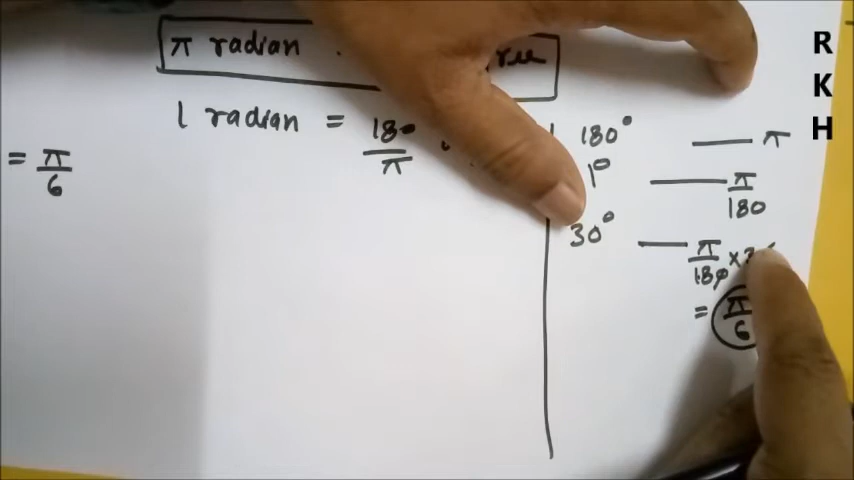 π radian
1 radian = 180/π
= π/6
180° — π
1° — π/180
30° — π/180 ×
= π/6
R
K
H